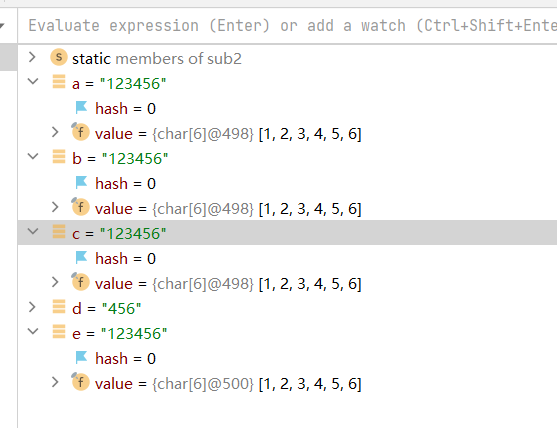 Evaluate expression (Enter) or add a watch (Ctrl+Shift+Ente
S static members of sub2
a = "123456"
hash = 0
f value = {char[6]@498} [1, 2, 3, 4, 5, 6]
b = "123456"
hash = 0
f value = {char[6]@498} [1, 2, 3, 4, 5, 6]
c = "123456"
hash = 0
f value = {char[6]@498} [1, 2, 3, 4, 5, 6]
d = "456"
e = "123456"
hash = 0
f value = {char[6]@500} [1, 2, 3, 4, 5, 6]